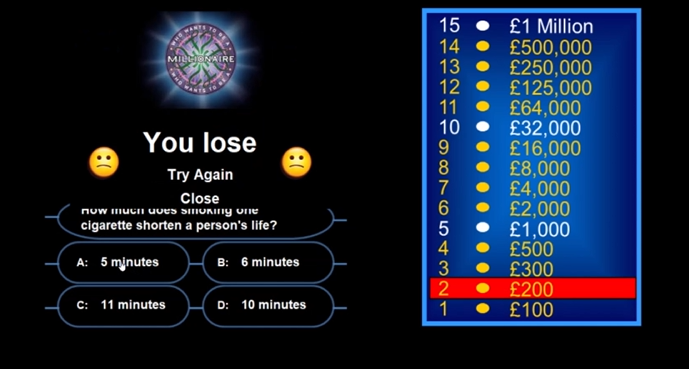 WHO WANTS TO BE A
MILLIONAIRE
WHO WANTS TO BE A
You lose
Try Again
Close
How much does smoking one
cigarette shorten a person's life?
A: 5 minutes
B: 6 minutes
C: 11 minutes
D: 10 minutes
15 £1 Million
14 £500,000
13 £250,000
12 £125,000
11 £64,000
10 £32,000
9 £16,000
8 £8,000
7 £4,000
6 £2,000
5 £1,000
4 £500
3 £300
2 £200
1 £100